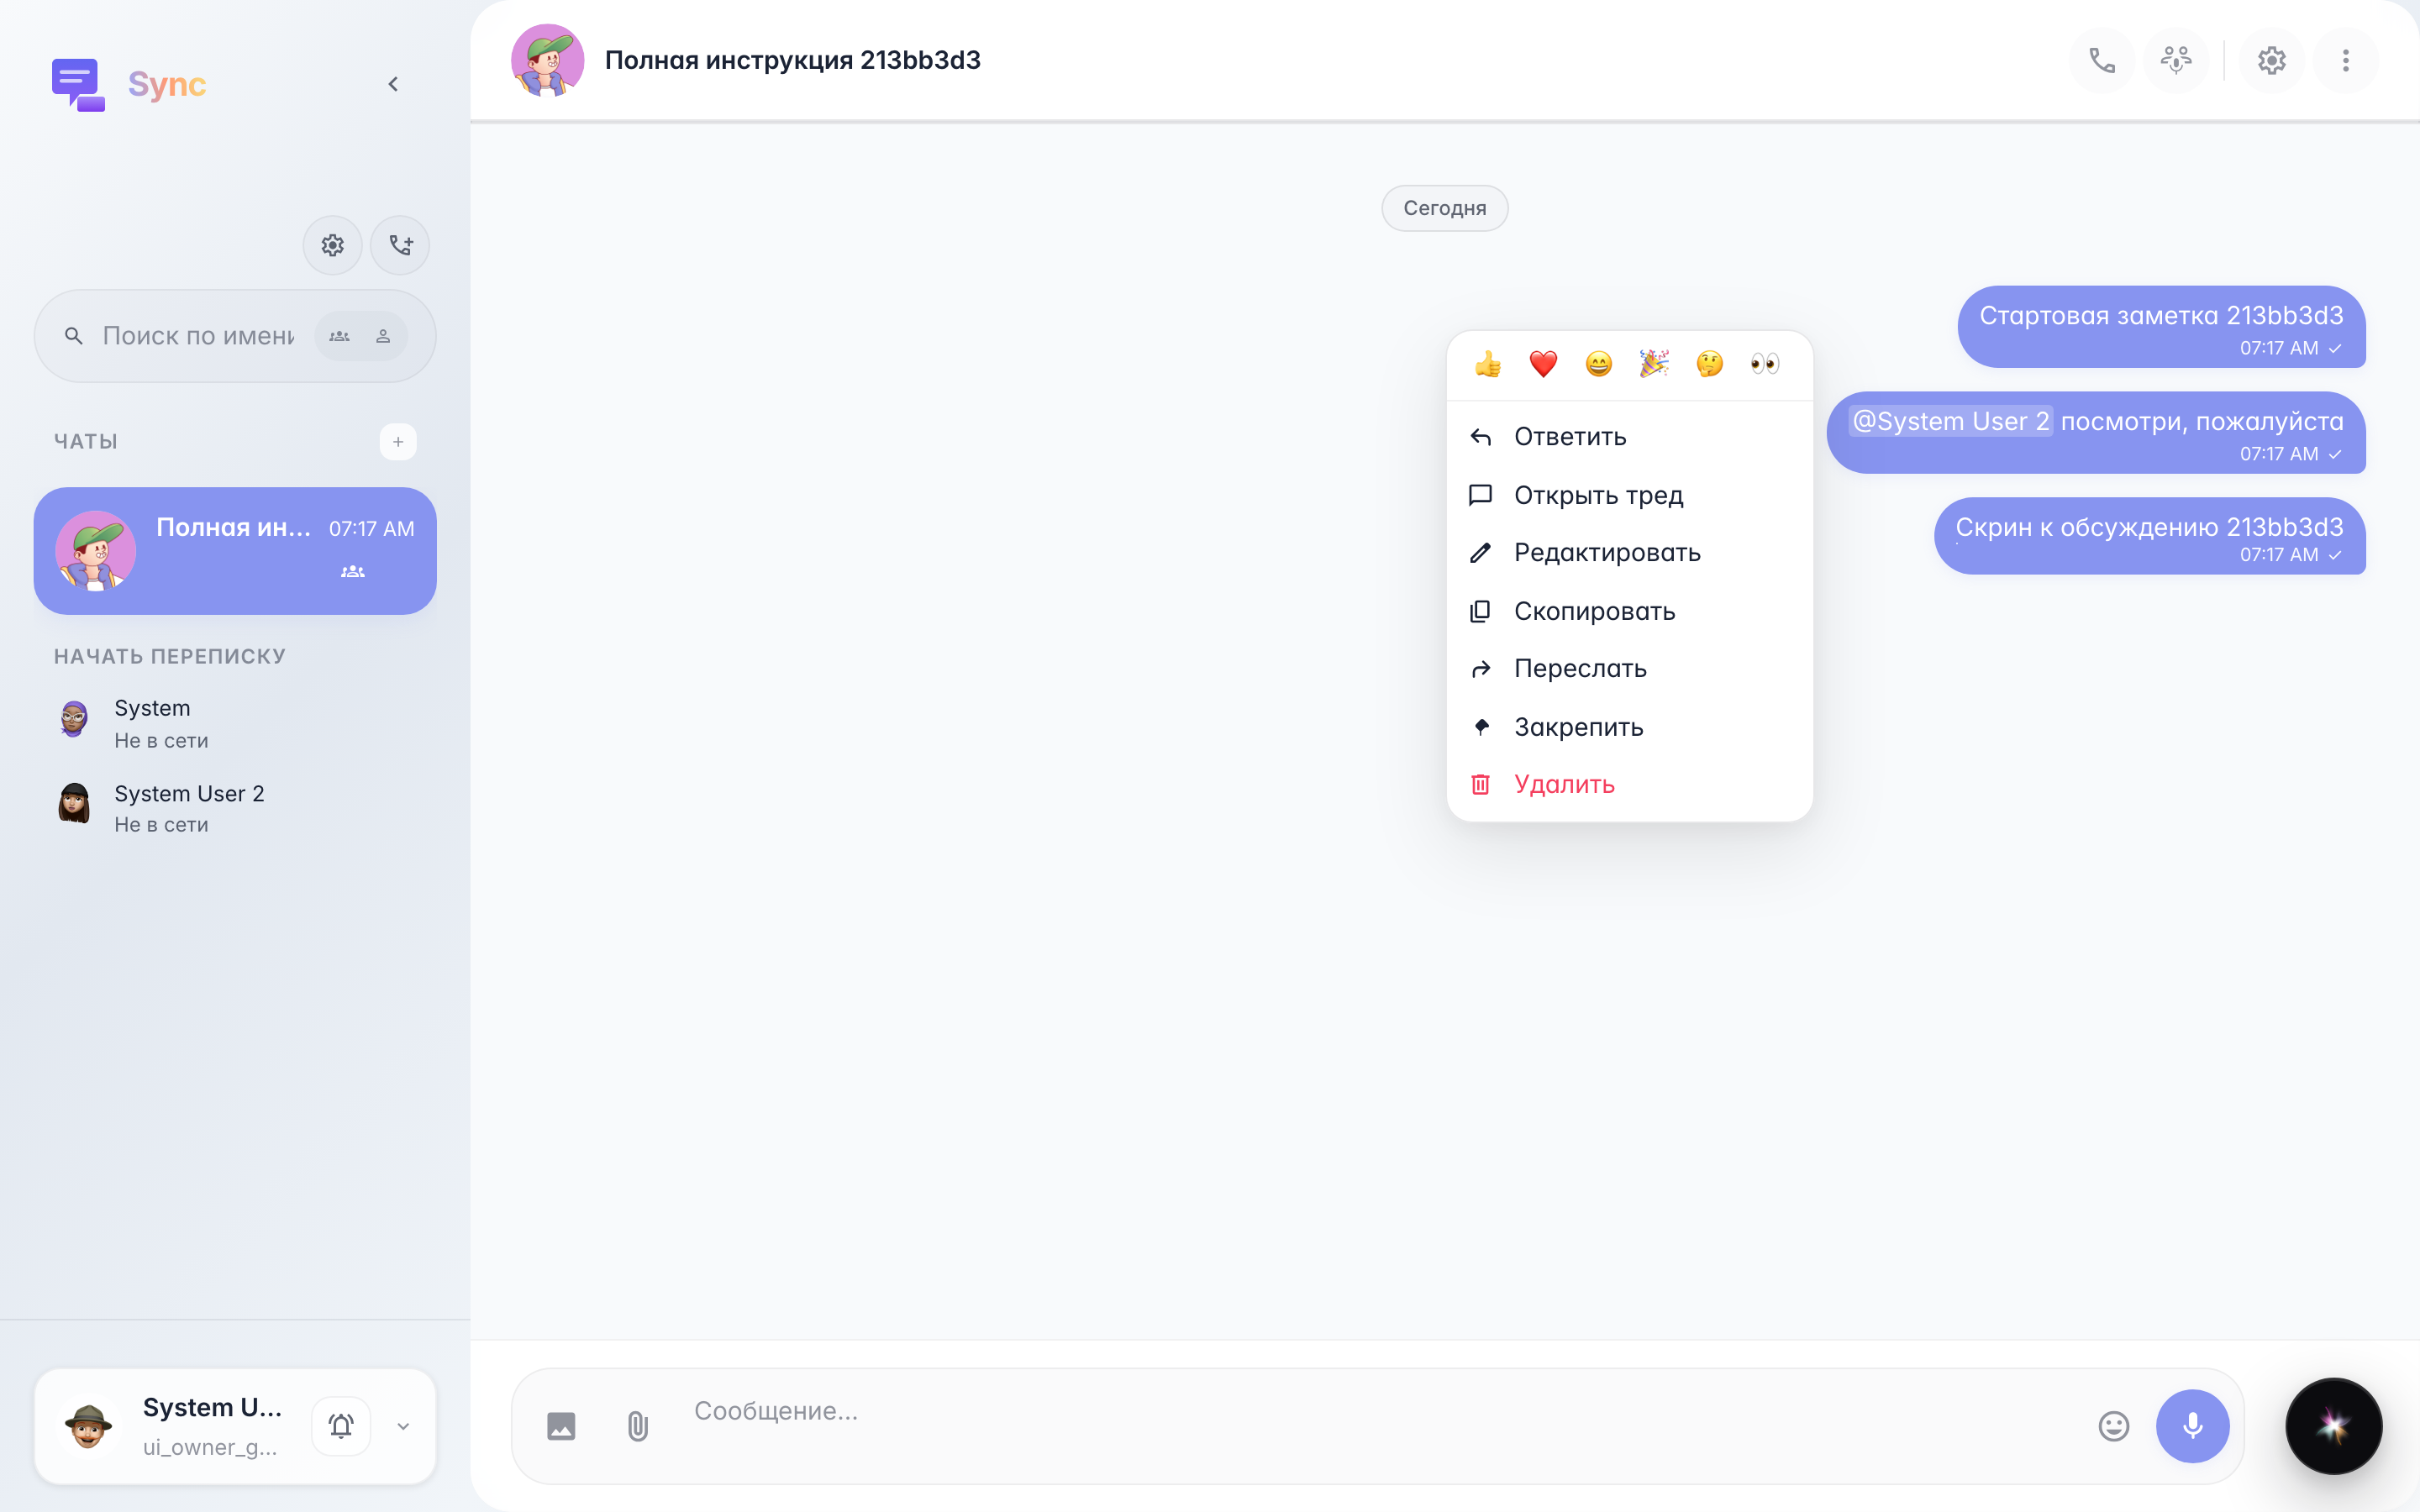 Sync
Поиск по имени
ЧАТЫ
Полная ин... 07:17 AM
НАЧАТЬ ПЕРЕПИСКУ
System
Не в сети
System User 2
Не в сети
System U...
ui_owner_g...
Полная инструкция 213bb3d3
Сегодня
Стартовая заметка 213bb3d3
07:17 AM
@System User 2 посмотри, пожалуйста
07:17 AM
Скрин к обсуждению 213bb3d3
07:17 AM
Ответить
Открыть тред
Редактировать
Скопировать
Переслать
Закрепить
Удалить
Сообщение...